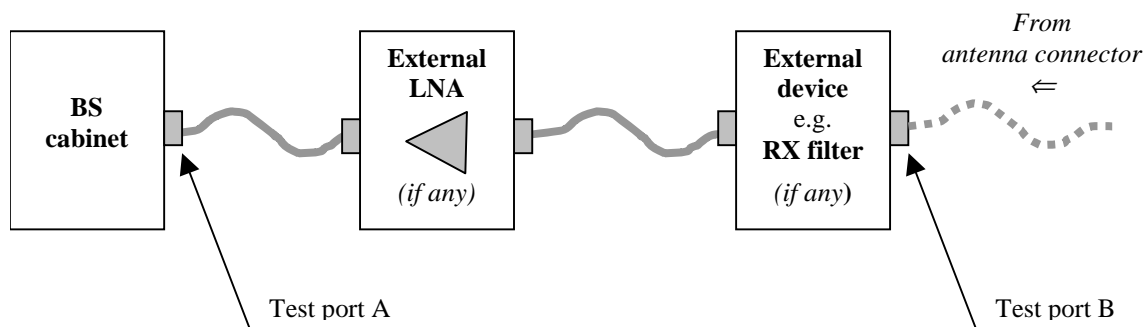 BS
cabinet
External
LNA
(if any)
External
device
e.g.
RX filter
(if any)
From
antenna connector
⇐
Test port A
Test port B